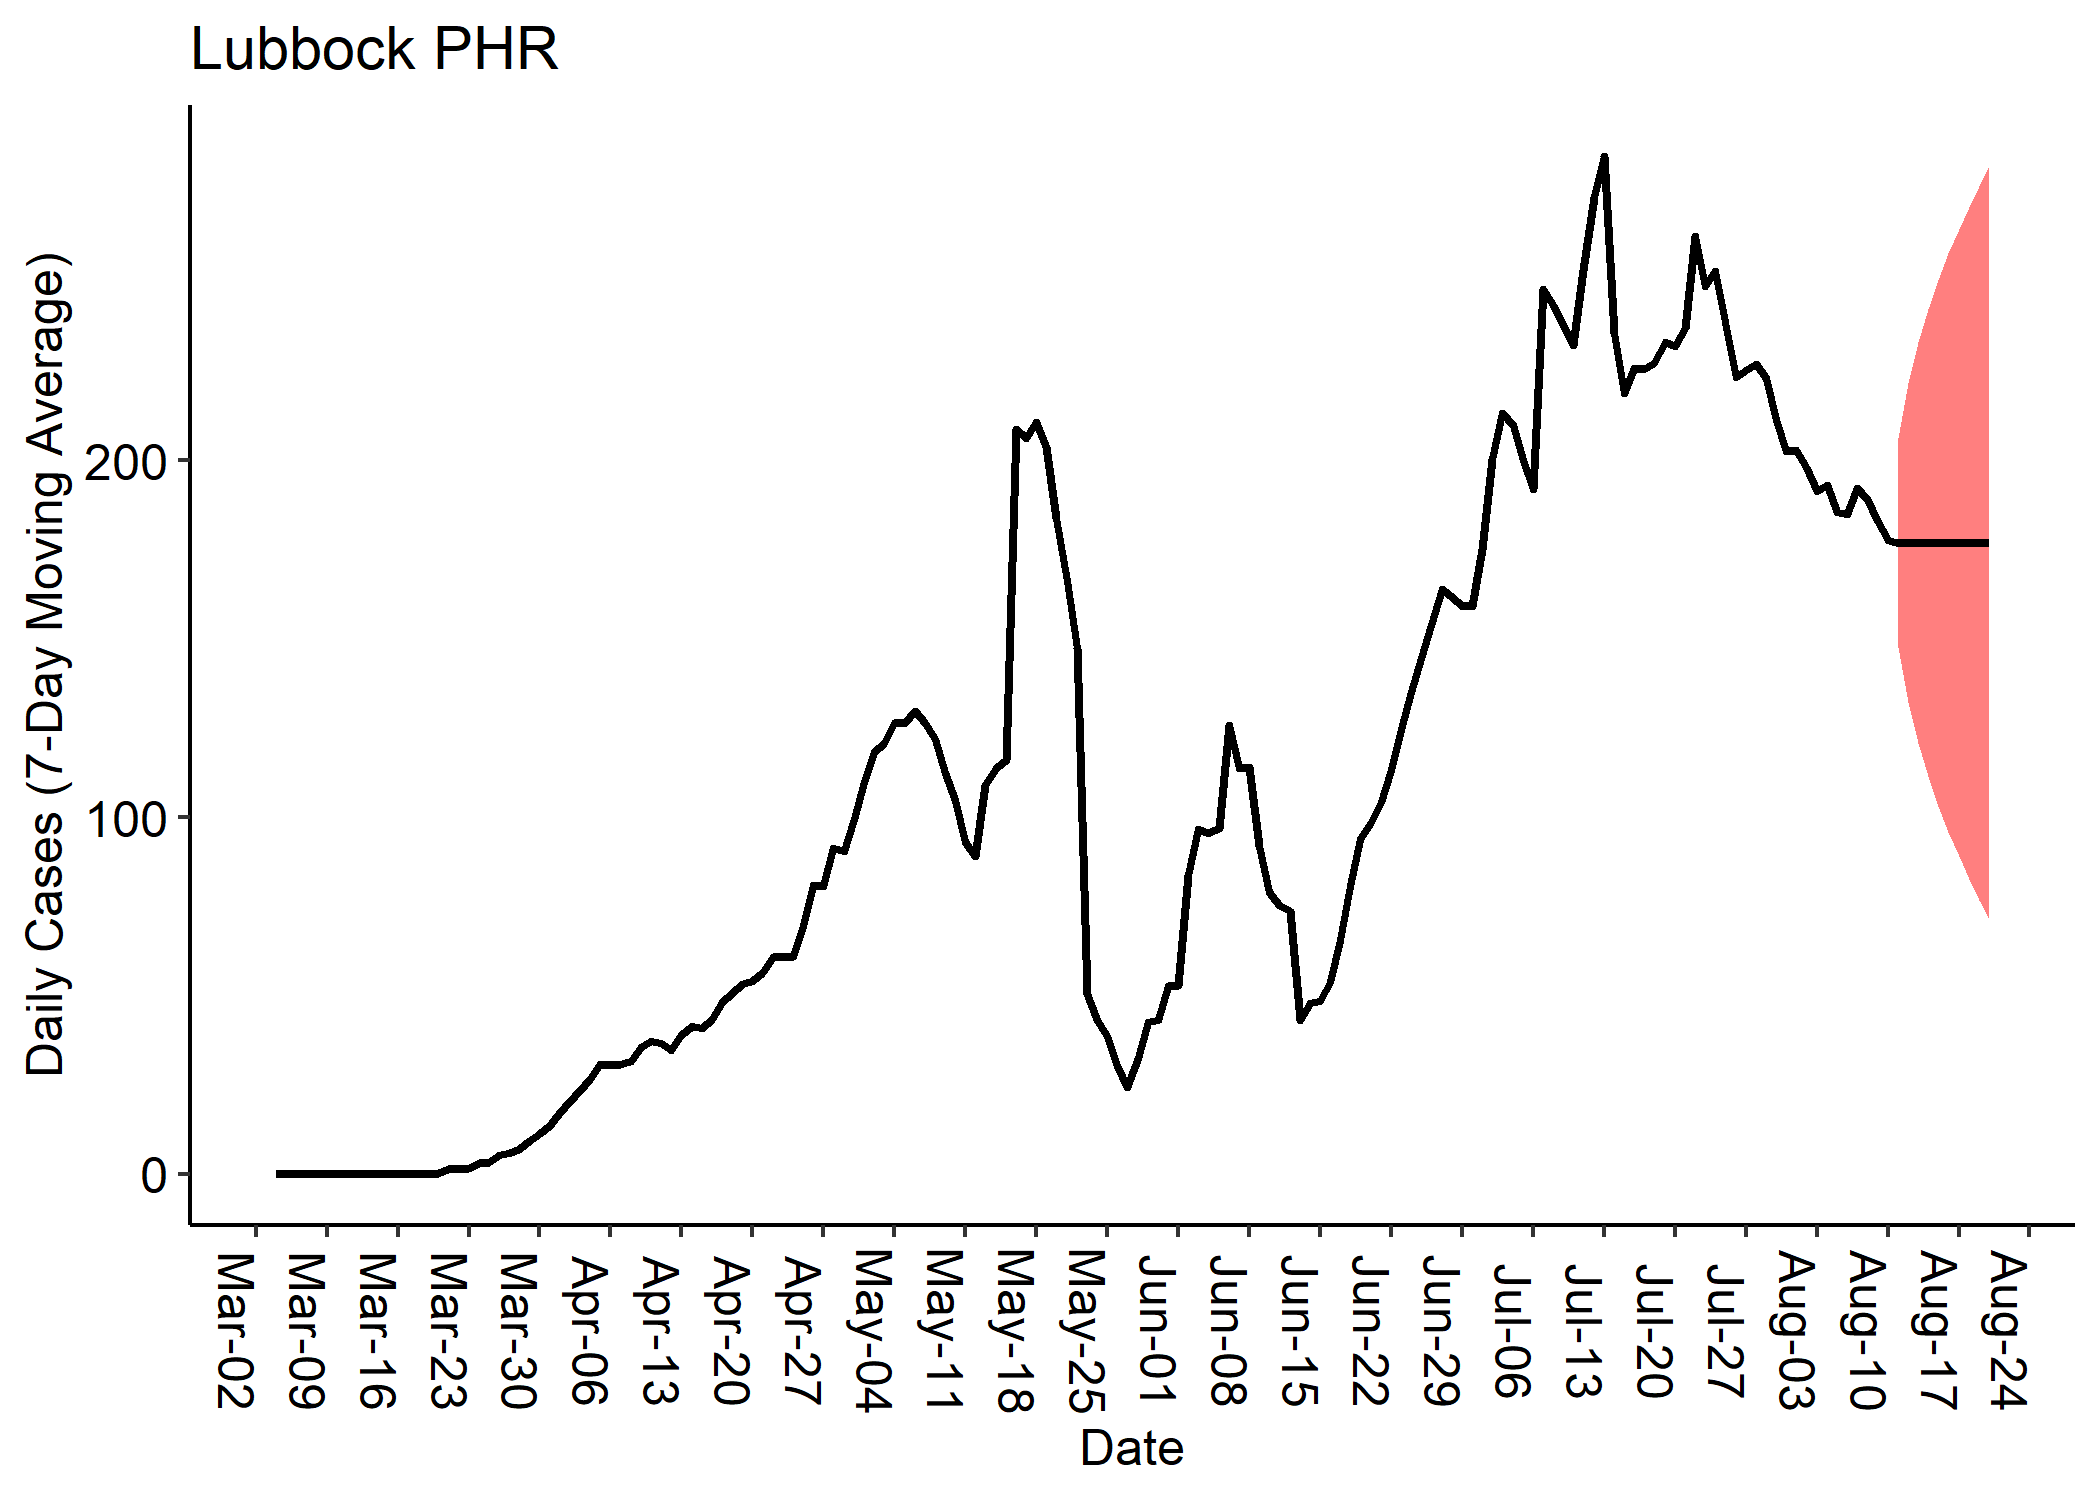 Lubbock PHR
Daily Cases (7-Day Moving Average)
200
100
0
Mar-02
Mar-09
Mar-16
Mar-23
Mar-30
Apr-06
Apr-13
Apr-20
Apr-27
May-04
May-11
May-18
May-25
Jun-01
Jun-08
Jun-15
Jun-22
Jun-29
Jul-06
Jul-13
Jul-20
Jul-27
Aug-03
Aug-10
Aug-17
Aug-24
Date